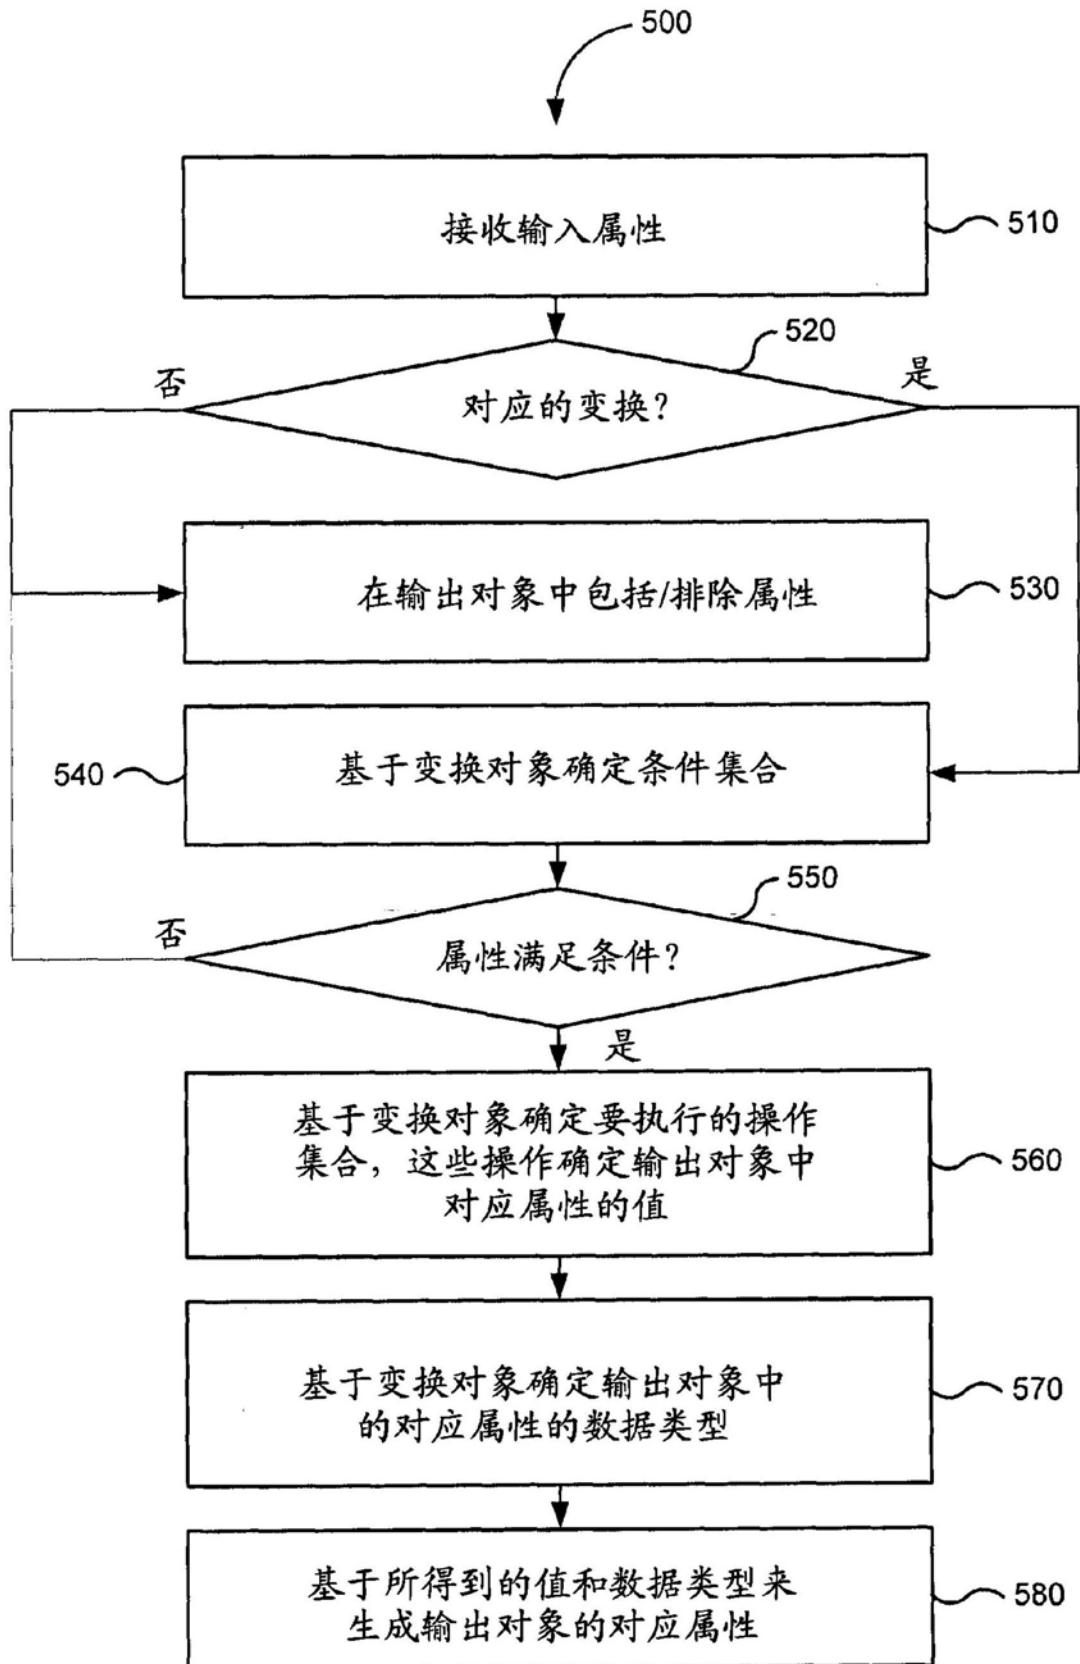 500
接收输入属性
510
520
否
是
对应的变换?
在输出对象中包括/排除属性
530
基于变换对象确定条件集合
540
550
否
属性满足条件?
是
基于变换对象确定要执行的操作
集合，这些操作确定输出对象中
对应属性的值
560
基于变换对象确定输出对象中
的对应属性的数据类型
570
基于所得到的值和数据类型来
生成输出对象的对应属性
580